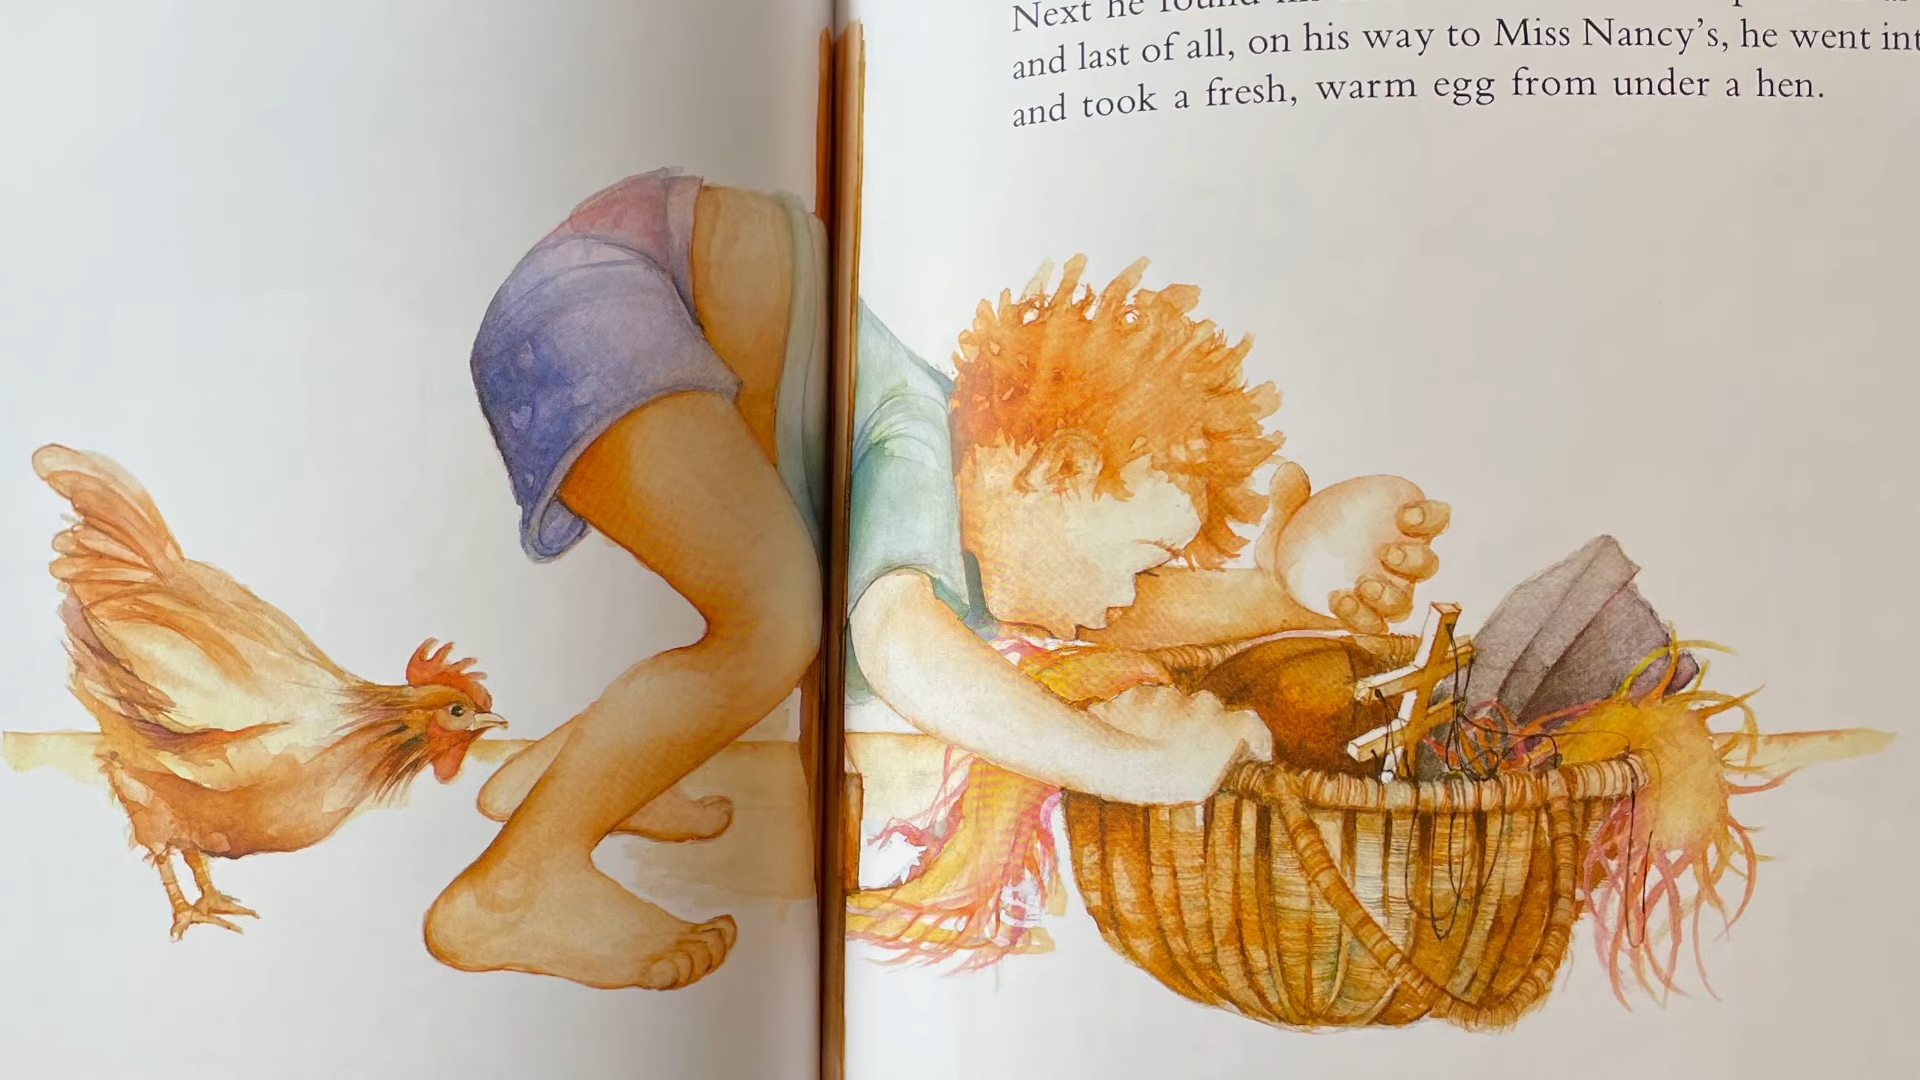 Next he found
and last of all, on his way to Miss Nancy's, he went int
and took a fresh, warm egg from under a hen.